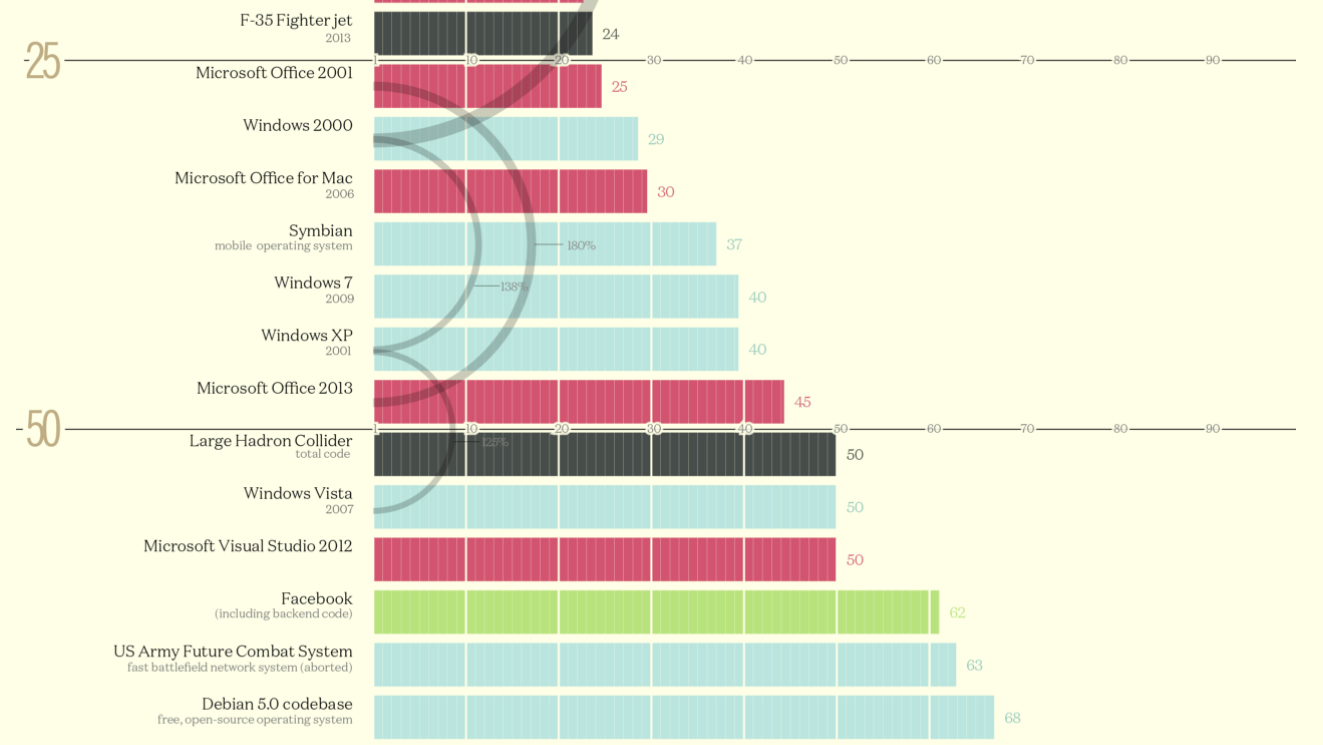 F-35 Fighter jet
2013
24
25
1 10 20 30 40 50 60 70 80 90
Microsoft Office 2001
25
Windows 2000
29
Microsoft Office for Mac
2006
30
Symbian
mobile operating system
180%
37
Windows 7
2009
138%
40
Windows XP
2001
40
Microsoft Office 2013
45
50
1 10 20 30 40 50 60 70 80 90
Large Hadron Collider
total code
125%
50
Windows Vista
2007
50
Microsoft Visual Studio 2012
50
Facebook
(including backend code)
62
US Army Future Combat System
fast battlefield network system (aborted)
63
Debian 5.0 codebase
free, open-source operating system
68